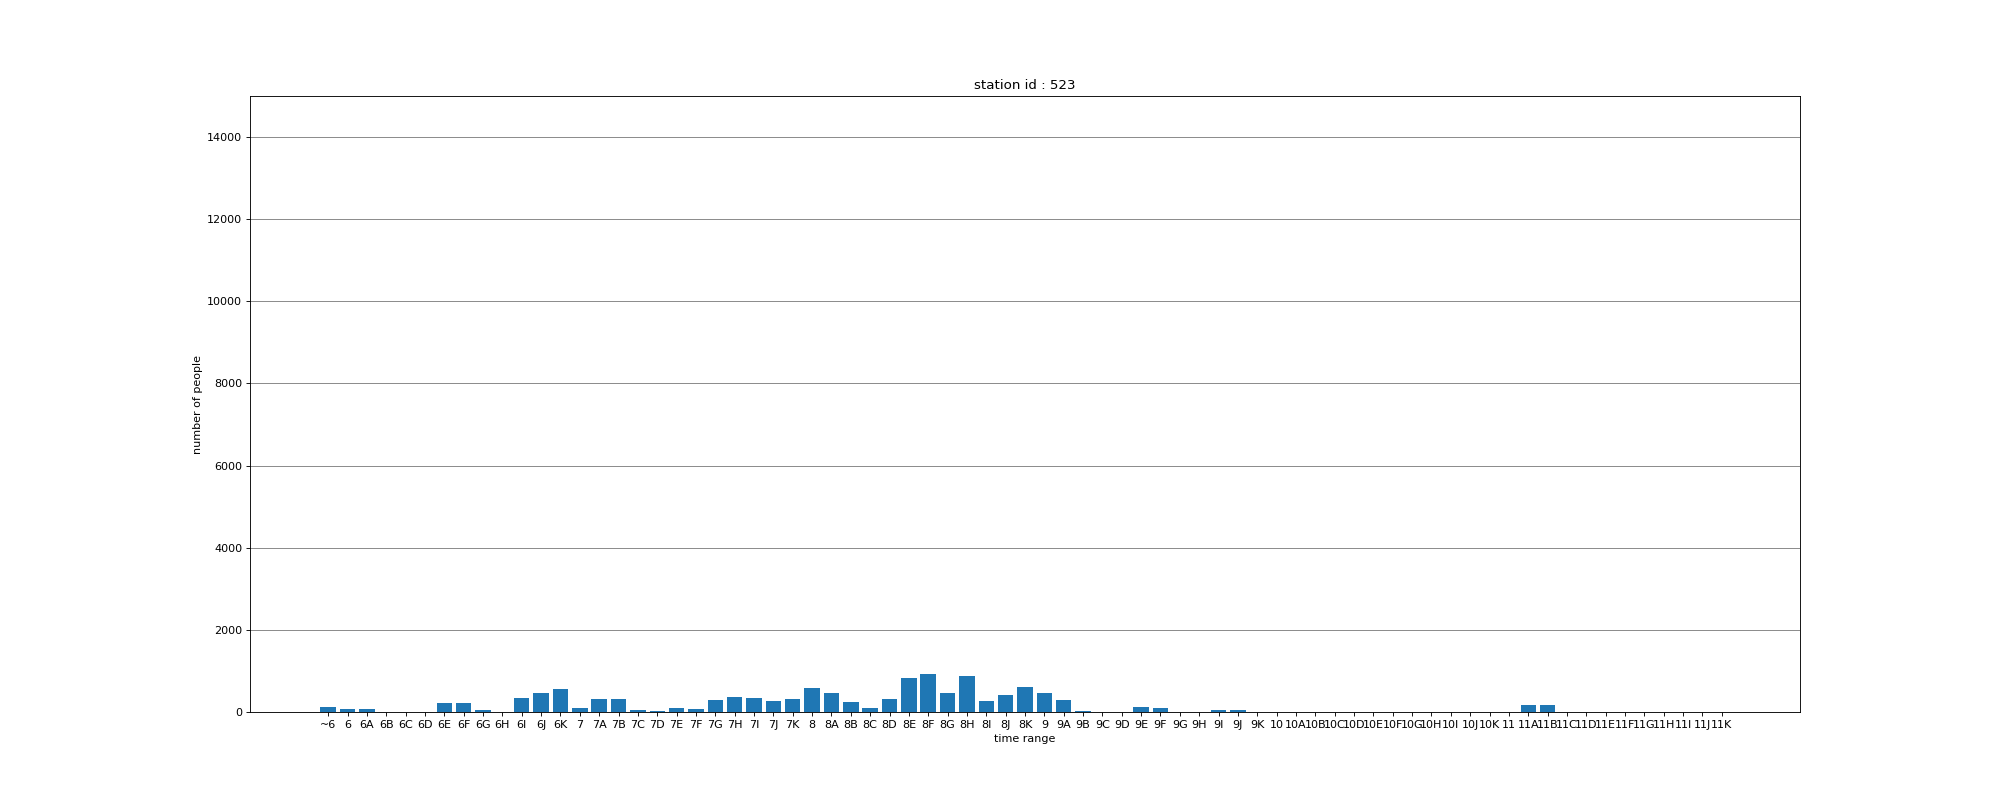 station id : 523
14000
12000
10000
8000
6000
4000
2000
0
number of people
~6 6 6A 6B 6C 6D 6E 6F 6G 6H 6I 6J 6K 7 7A 7B 7C 7D 7E 7F 7G 7H 7I 7J 7K 8 8A 8B 8C 8D 8E 8F 8G 8H 8I 8J 8K 9 9A 9B 9C 9D 9E 9F 9G 9H 9I 9J 9K 10 10A 10B 10C 10D 10E 10F 10G 10H 10I 10J 10K 11 11A 11B 11C 11D 11E 11F 11G 11H 11I 11J 11K
time range